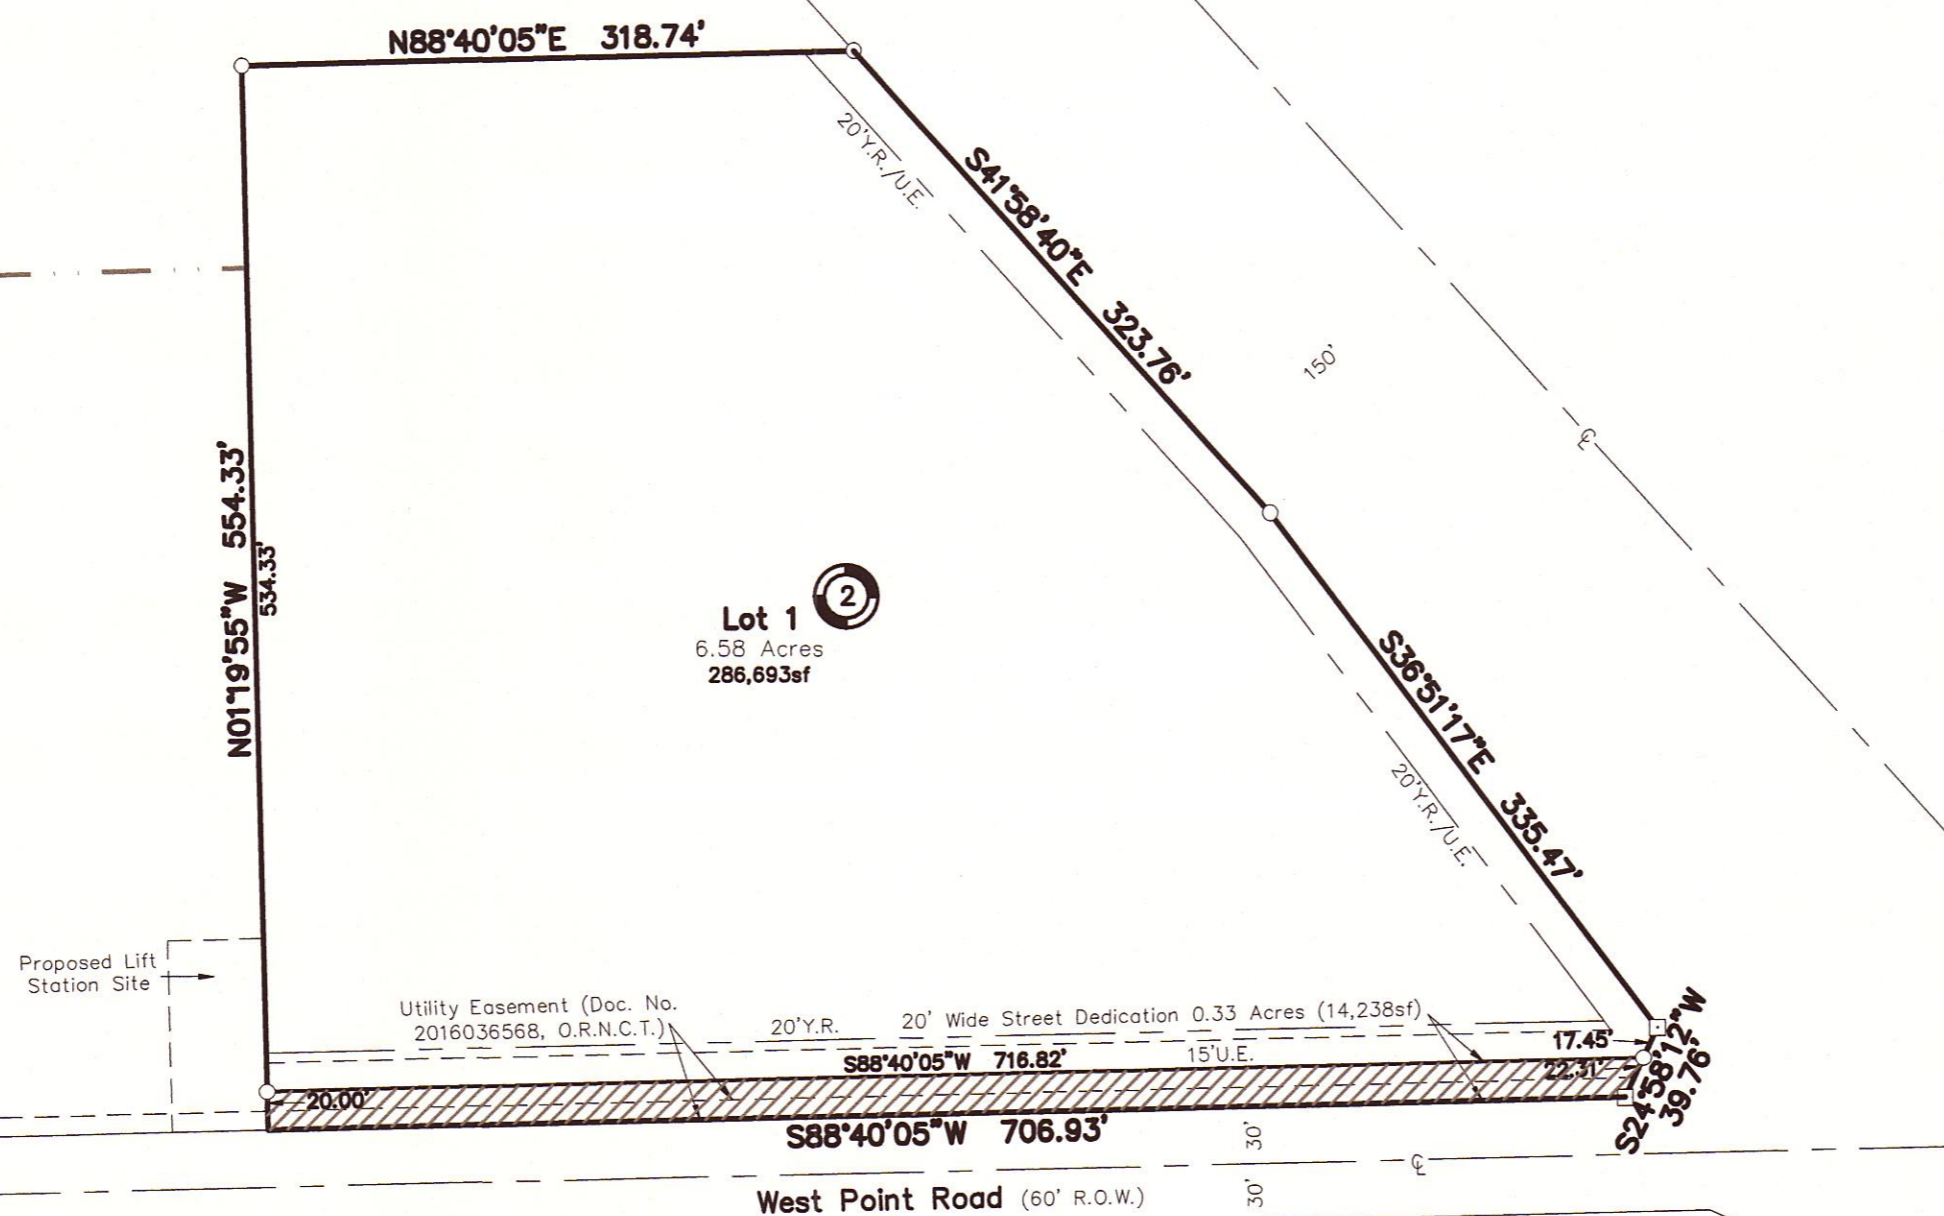 N88°40'05"E 318.74'
20'Y.R./U.E.
S41°58'40"E 323.76'
150'
℄
N01°19'55"W 554.33'
534.33'
2
Lot 1
6.58 Acres
286,693sf
S36°51'17"E 335.47'
20'Y.R./U.E.
Proposed Lift
Station Site
Utility Easement (Doc. No.
2016036568, O.R.N.C.T.)
20'Y.R.
20' Wide Street Dedication 0.33 Acres (14,238sf)
17.45'
S88°40'05"W 716.82'
15'U.E.
22.31'
S24°58'12"W
39.76'
20.00'
S88°40'05"W 706.93'
30'
℄
West Point Road (60' R.O.W.)
30'